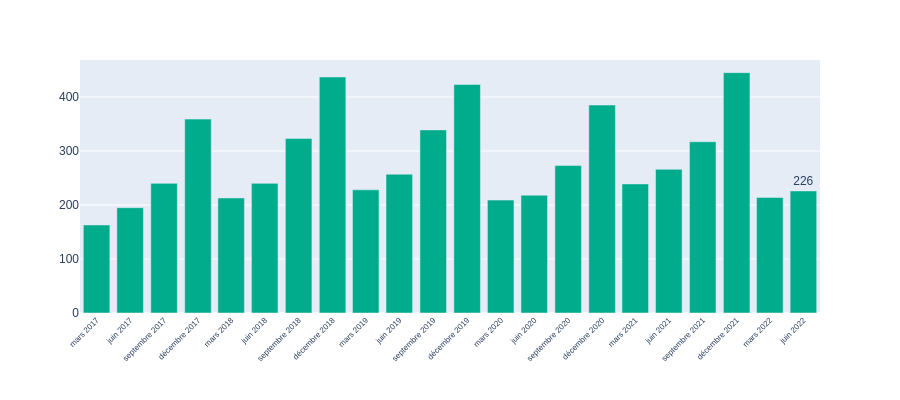 400
300
200
100
0
226
mars 2017
juin 2017
septembre 2017
décembre 2017
mars 2018
juin 2018
septembre 2018
décembre 2018
mars 2019
juin 2019
septembre 2019
décembre 2019
mars 2020
juin 2020
septembre 2020
décembre 2020
mars 2021
juin 2021
septembre 2021
décembre 2021
mars 2022
juin 2022